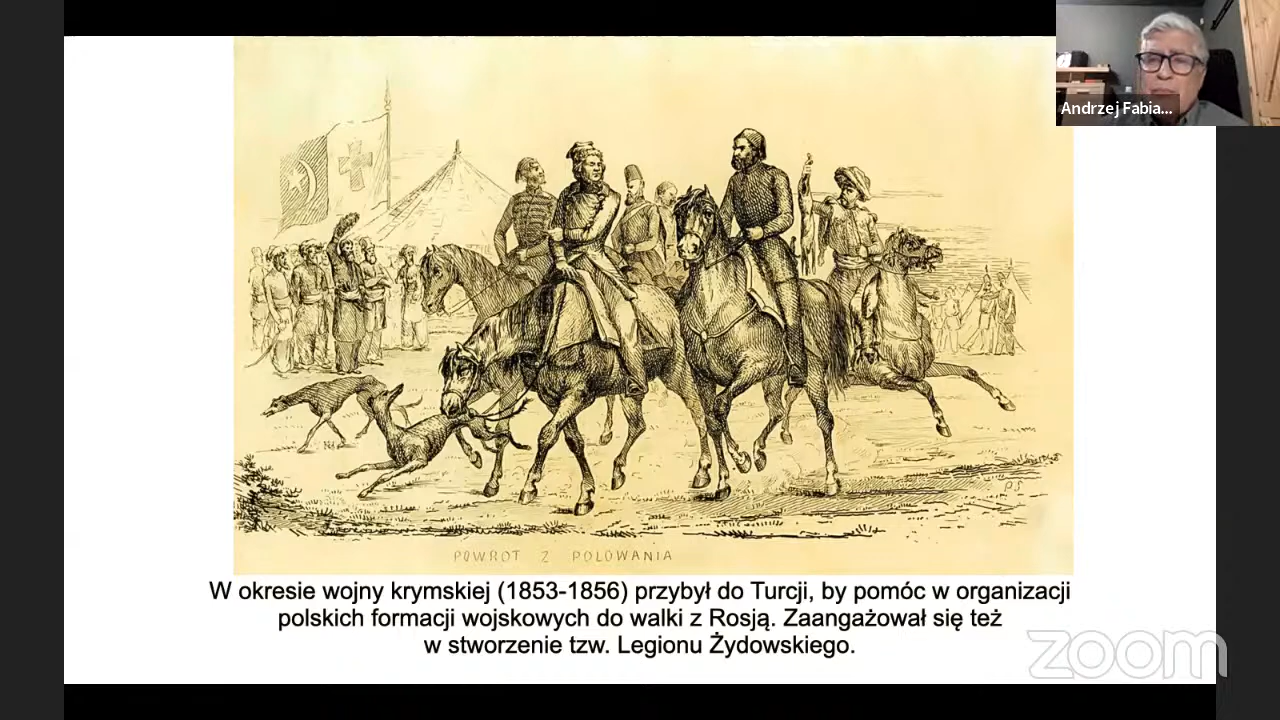 Andrzej Fabia...
POWROT Z POLOWANIA
W okresie wojny krymskiej (1853-1856) przybył do Turcji, by pomóc w organizacji
polskich formacji wojskowych do walki z Rosją. Zaangażował się też
w stworzenie tzw. Legionu Żydowskiego.
zoom